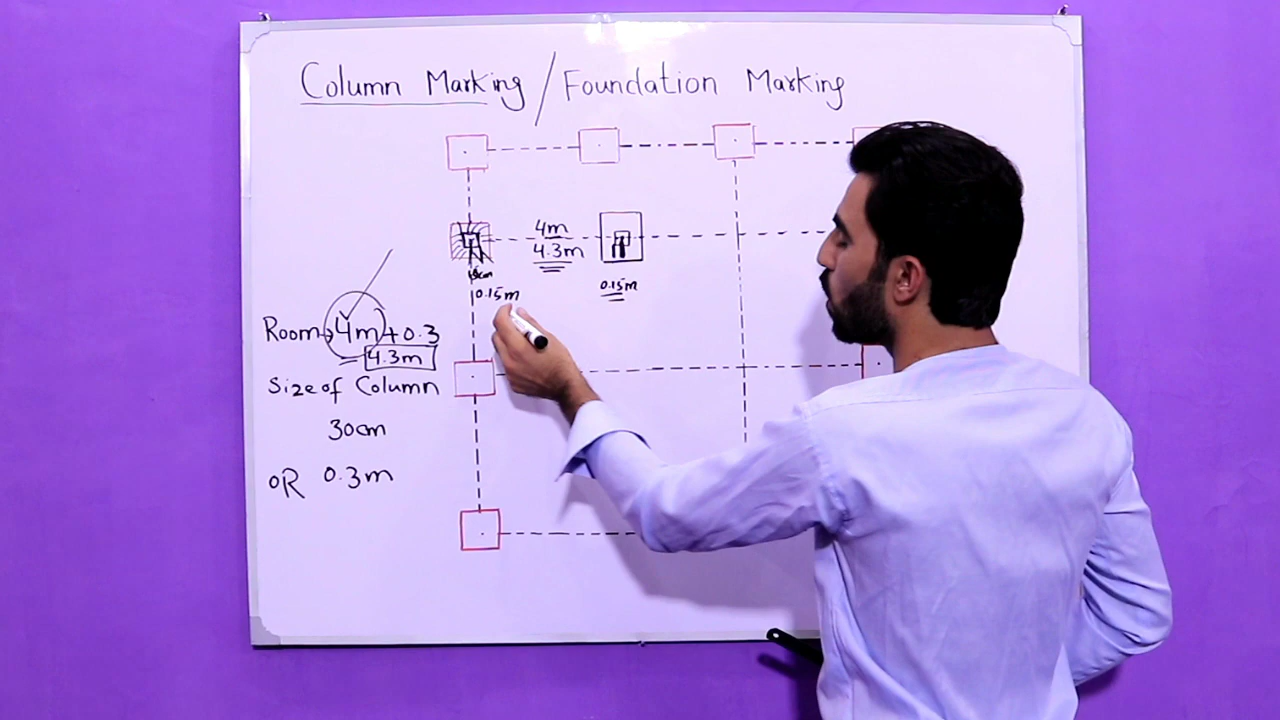 Column Marking / Foundation Marking
4m
4.3m
15cm
0.15m
0.15m
Room → 4m + 0.3
4.3m
Size of Column
30cm
OR 0.3m